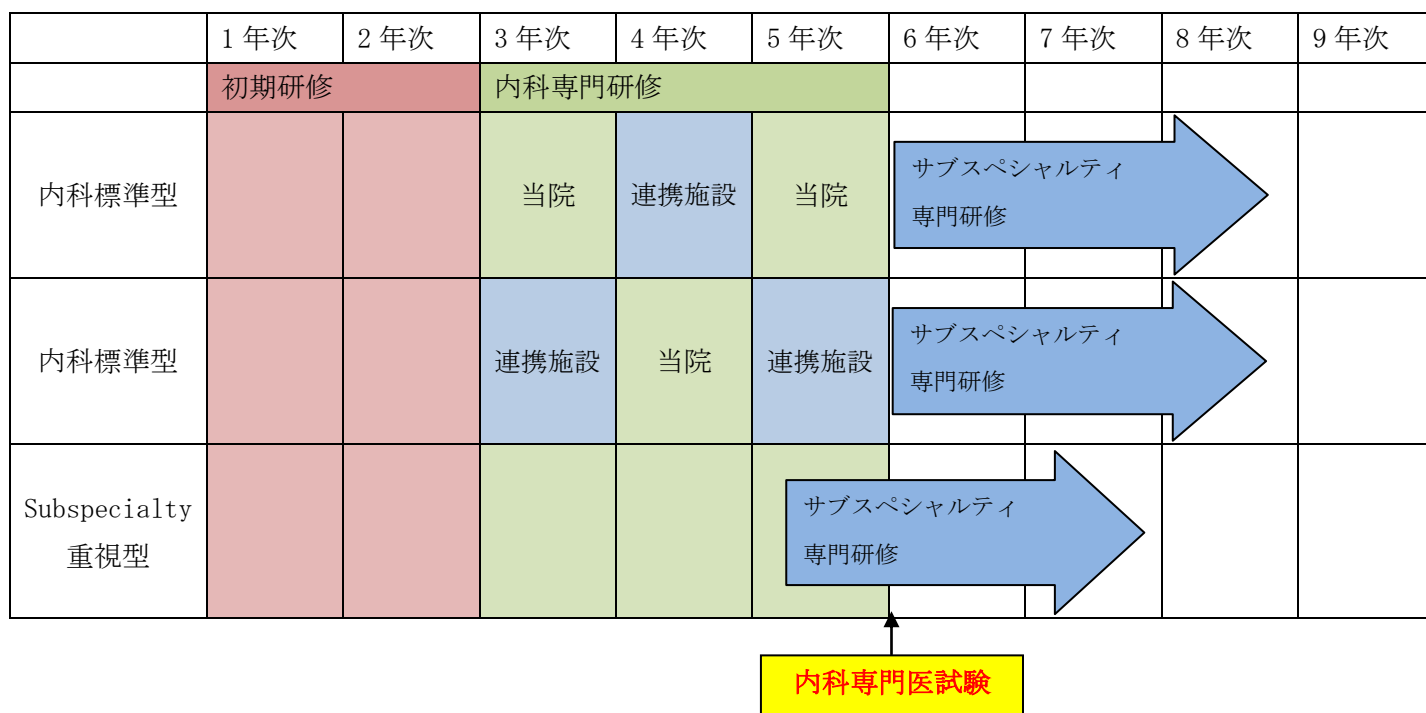 1年次 2年次 3年次 4年次 5年次 6年次 7年次 8年次 9年次
初期研修 内科専門研修
内科標準型 当院 連携施設 当院
サブスペシャルティ
専門研修
内科標準型 連携施設 当院 連携施設
サブスペシャルティ
専門研修
Subspecialty
重視型
サブスペシャルティ
専門研修
内科専門医試験